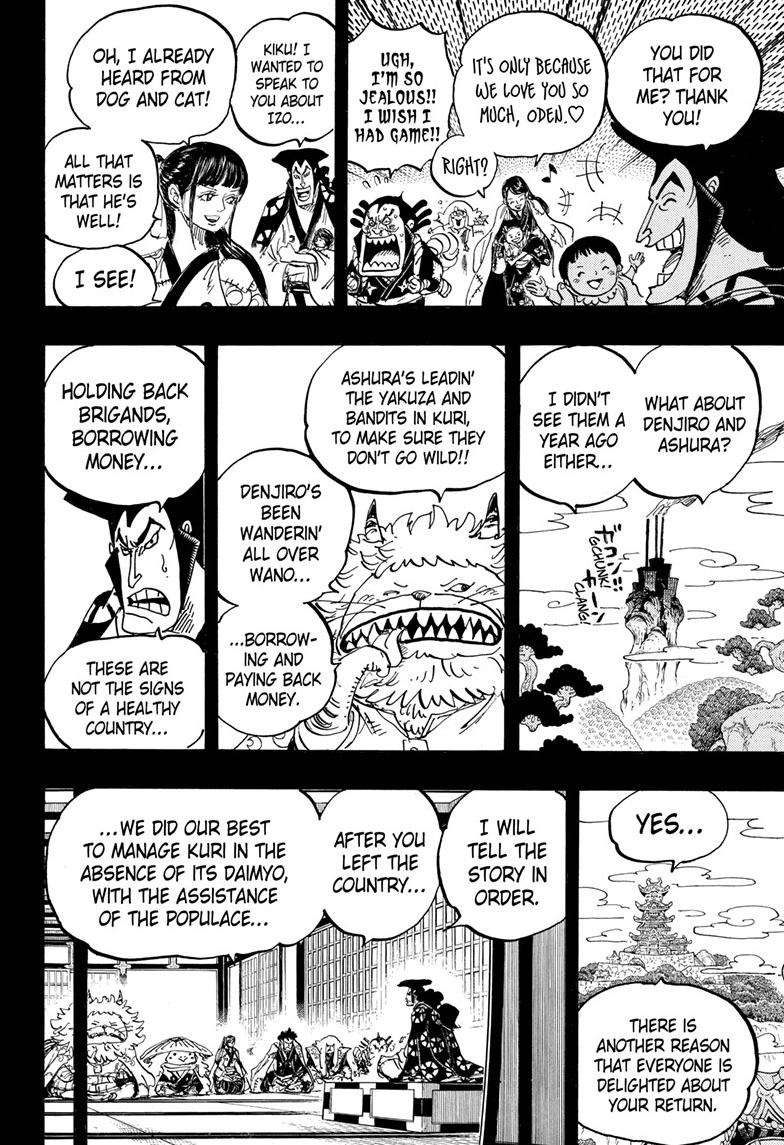 YOU DID
THAT FOR
ME? THANK
YOU!
IT'S ONLY BECAUSE
WE LOVE YOU SO
MUCH, ODEN.♡
RIGHT?
UGH,
I'M SO
JEALOUS!!
I WISH I
HAD GAME!!
KIKU! I
WANTED TO
SPEAK TO
YOU ABOUT
IZO...
OH, I ALREADY
HEARD FROM
DOG AND CAT!
ALL THAT
MATTERS IS
THAT HE'S
WELL!
I SEE!
WHAT ABOUT
DENJIRO AND
ASHURA?
I DIDN'T
SEE THEM A
YEAR AGO
EITHER...
GCHUNK!
CLANG!
ASHURA'S LEADIN'
THE YAKUZA AND
BANDITS IN KURI,
TO MAKE SURE THEY
DON'T GO WILD!!
DENJIRO'S
BEEN
WANDERIN'
ALL OVER
WANO...
...BORROW-
ING AND
PAYING BACK
MONEY.
HOLDING BACK
BRIGANDS,
BORROWING
MONEY...
THESE ARE
NOT THE SIGNS
OF A HEALTHY
COUNTRY...
YES...
THERE IS
ANOTHER REASON
THAT EVERYONE IS
DELIGHTED ABOUT
YOUR RETURN.
I WILL
TELL THE
STORY IN
ORDER.
AFTER YOU
LEFT THE
COUNTRY...
...WE DID OUR BEST
TO MANAGE KURI IN THE
ABSENCE OF ITS DAIMYO,
WITH THE ASSISTANCE
OF THE POPULACE...